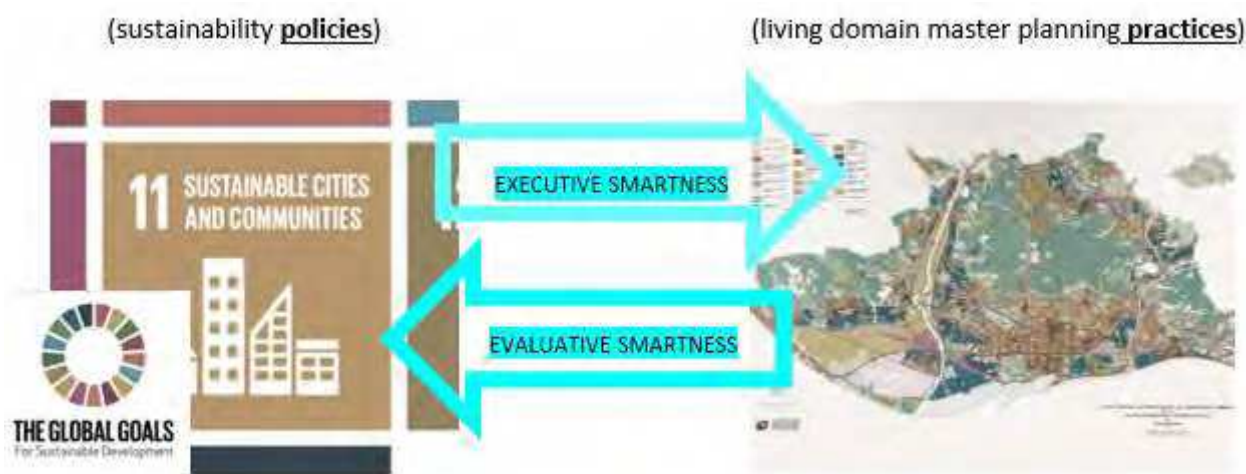 (sustainability policies)
(living domain master planning practices)
11 SUSTAINABLE CITIES
AND COMMUNITIES
EXECUTIVE SMARTNESS
EVALUATIVE SMARTNESS
THE GLOBAL GOALS
For Sustainable Development